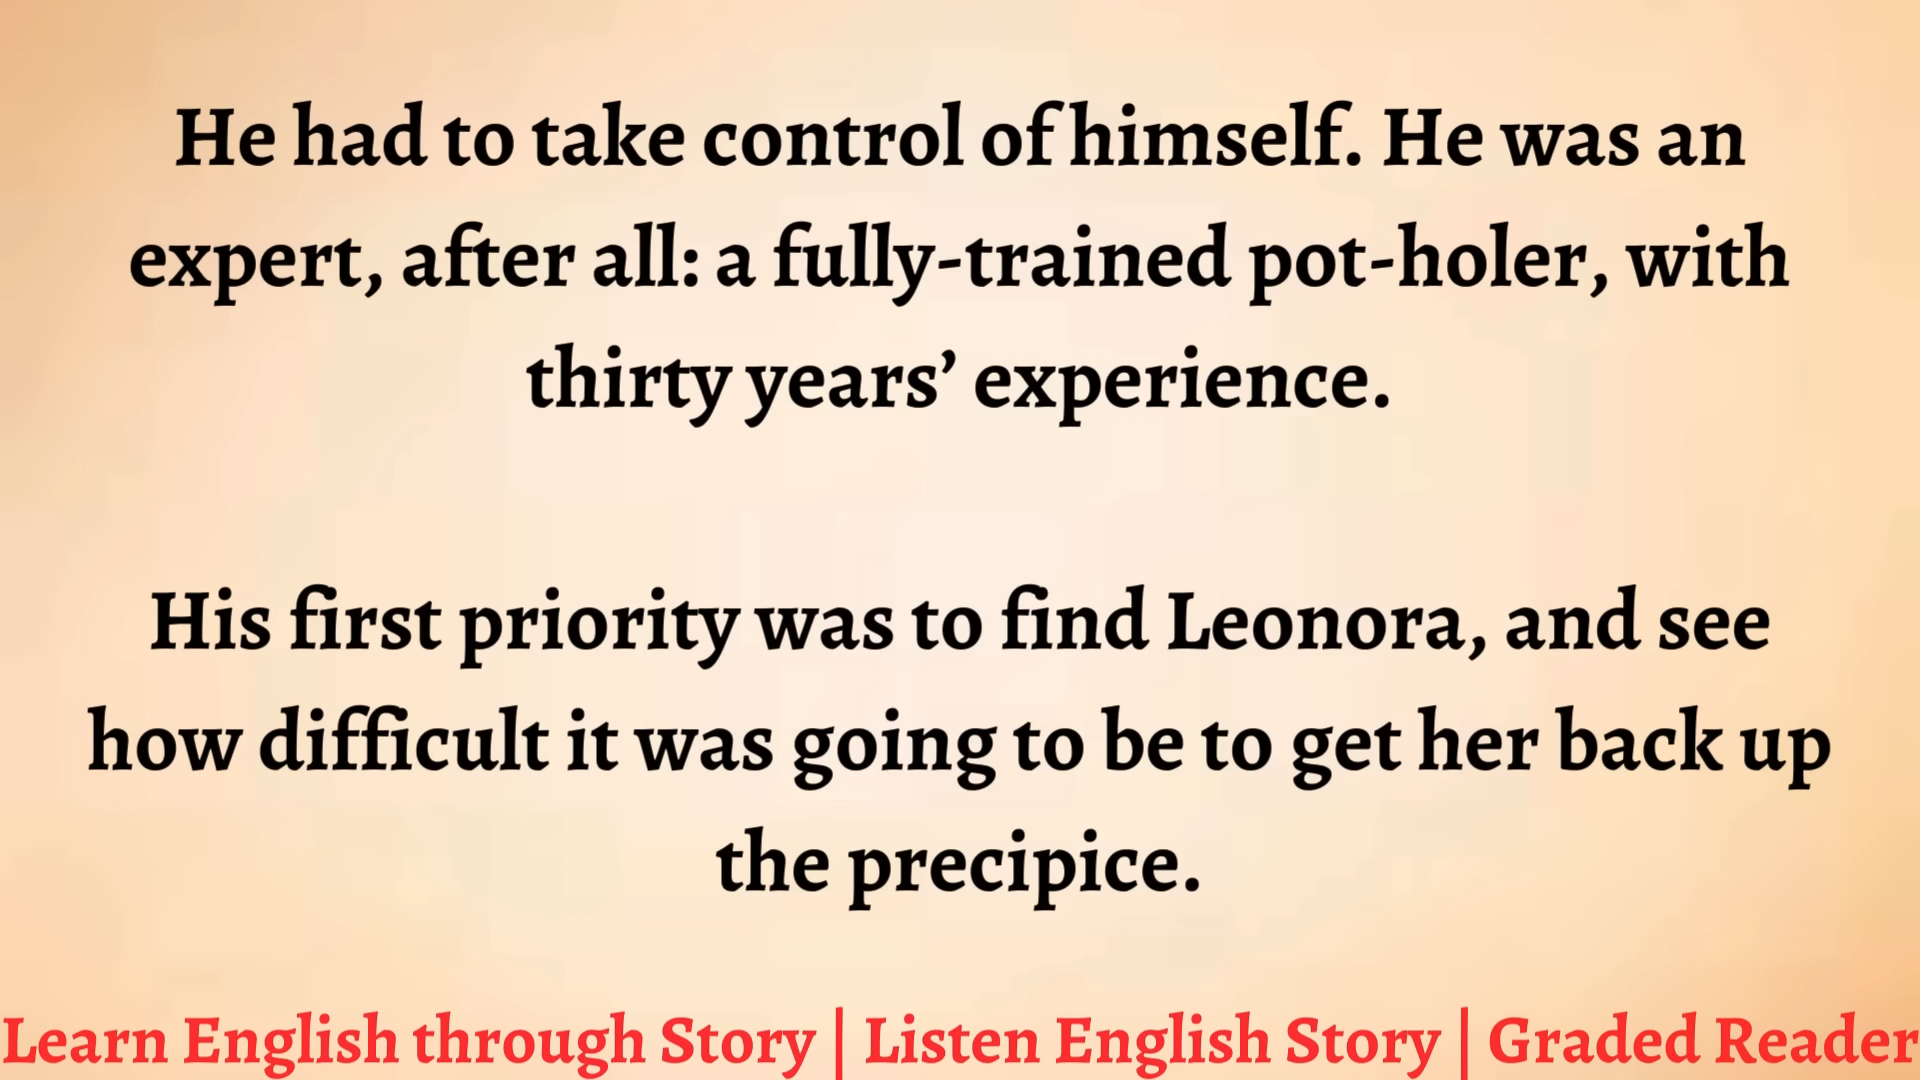 He had to take control of himself. He was an
expert, after all: a fully-trained pot-holer, with
thirty years’ experience.
His first priority was to find Leonora, and see
how difficult it was going to be to get her back up
the precipice.
Learn English through Story | Listen English Story | Graded Reader